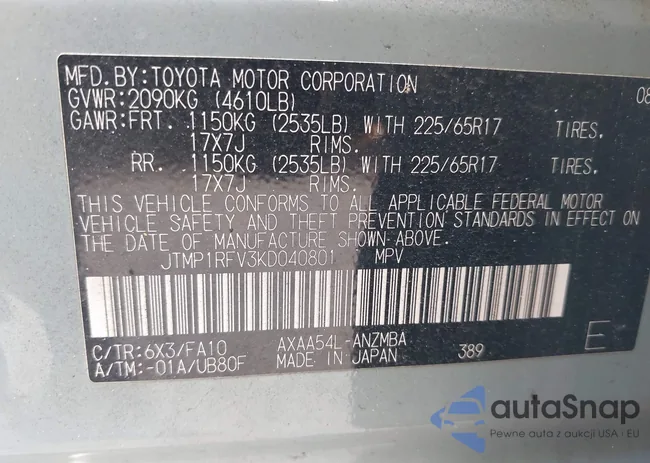 MFD.BY:TOYOTA MOTOR CORPORATION 08
GVWR:2090KG (4610LB)
GAWR:FRT. 1150KG (2535LB) WITH 225/65R17 TIRES.
17X7J RIMS.
RR. 1150KG (2535LB) WITH 225/65R17 TIRES.
17X7J RIMS.
THIS VEHICLE CONFORMS TO ALL APPLICABLE FEDERAL MOTOR
VEHICLE SAFETY AND THEFT PREVENTION STANDARDS IN EFFECT ON
THE DATE OF MANUFACTURE SHOWN ABOVE.
JTMP1RFV3KD040801 MPV
C/TR:6X3/FA10 AXAA54L-ANZMBA E
A/TM:-01A/UB80F MADE IN JAPAN 389
autaSnap
Pewne auta z aukcji USA i EU